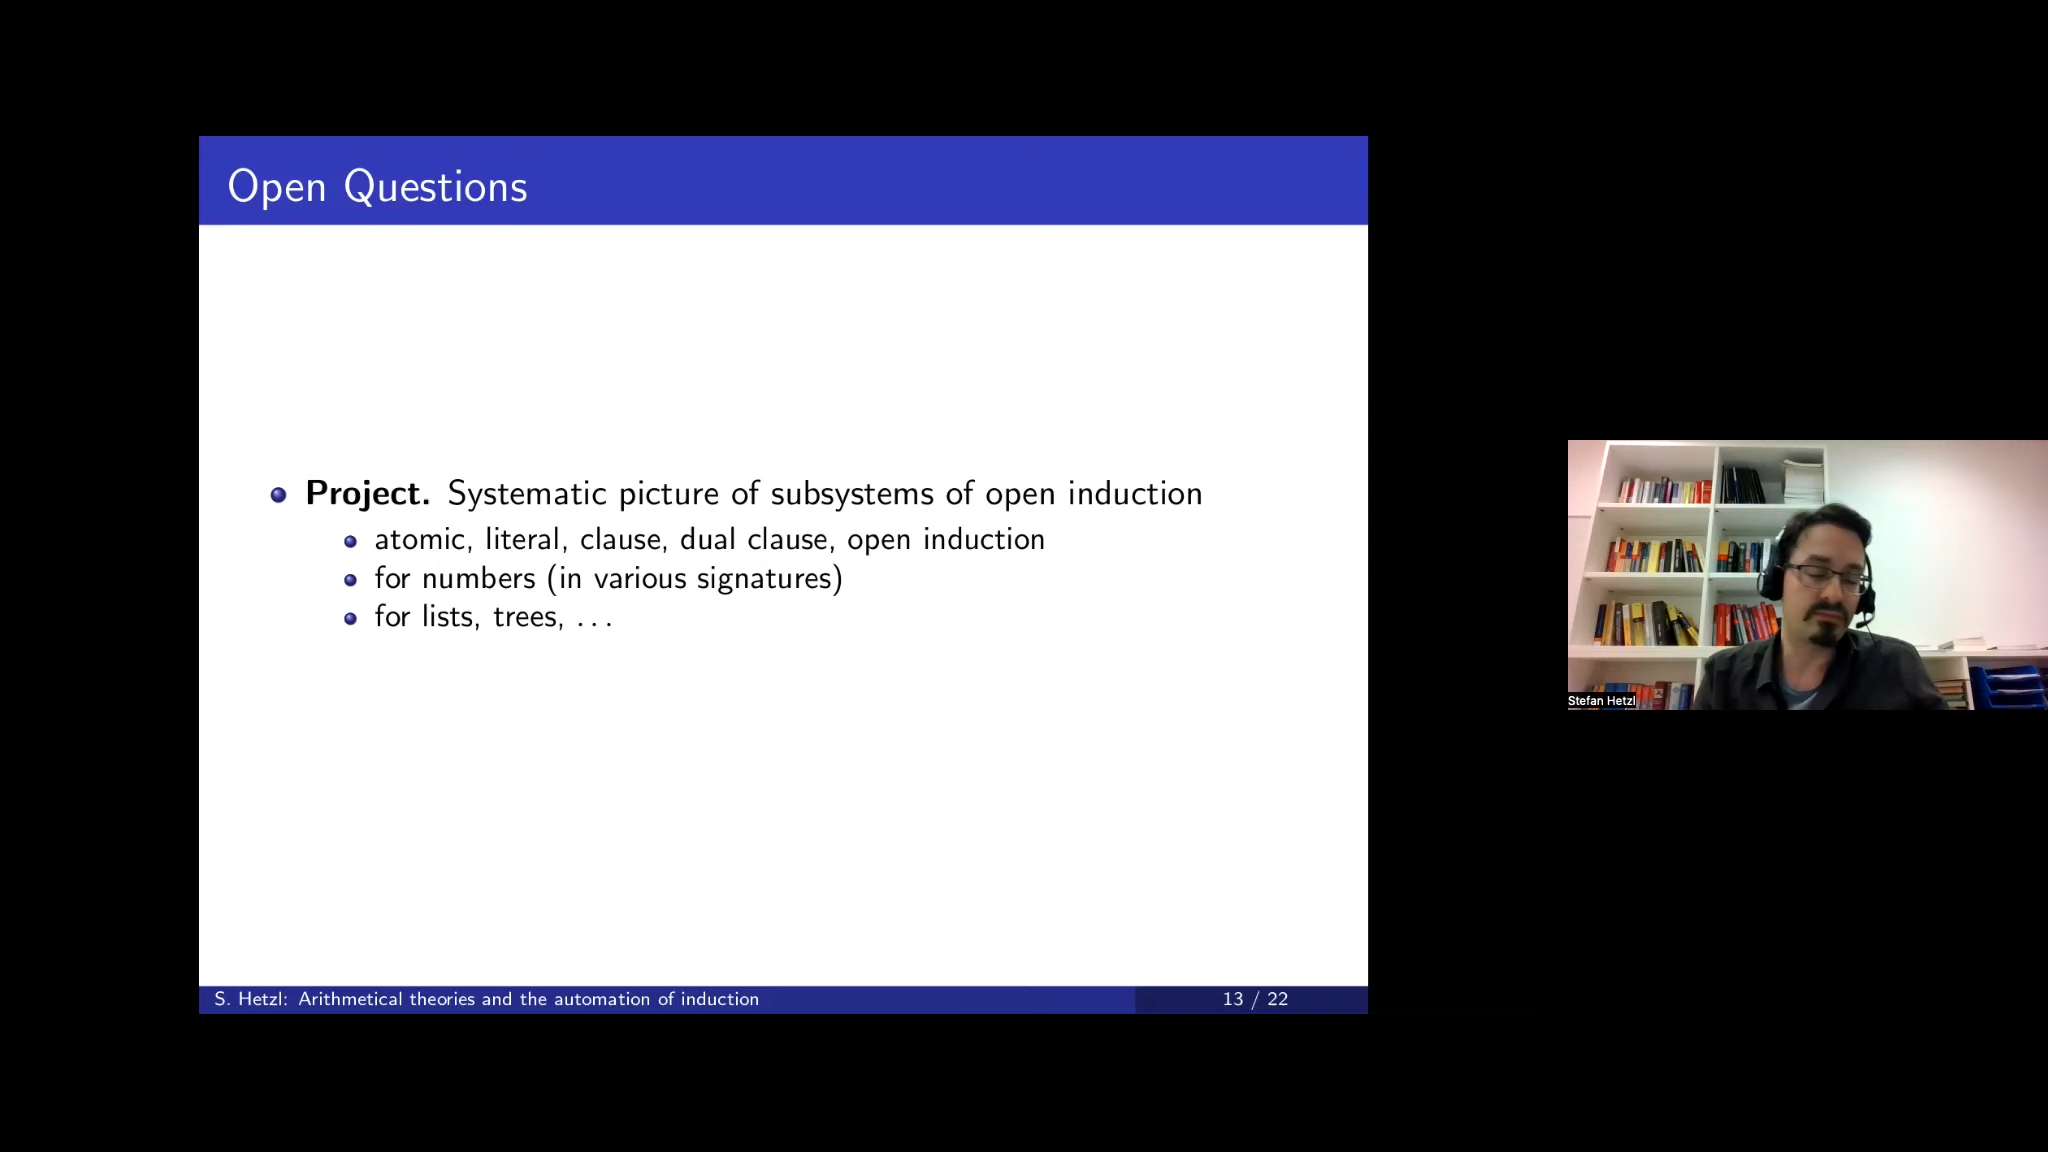 Open Questions
Project. Systematic picture of subsystems of open induction
atomic, literal, clause, dual clause, open induction
for numbers (in various signatures)
for lists, trees, ...
Stefan Hetzl
S. Hetzl: Arithmetical theories and the automation of induction
13 / 22